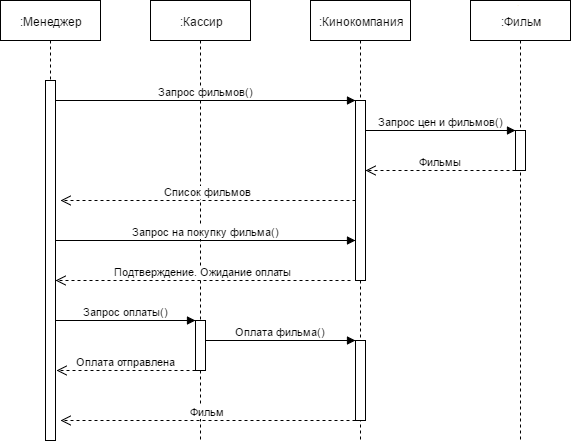 :Менеджер
:Кассир
:Кинокомпания
:Фильм
Запрос фильмов()
Запрос цен и фильмов()
Фильмы
Список фильмов
Запрос на покупку фильма()
Подтверждение. Ожидание оплаты
Запрос оплаты()
Оплата фильма()
Оплата отправлена
Фильм